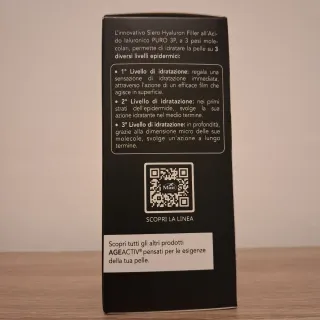 L'innovativo Siero Hyaluron Filler all'Aci-
do Ialuronico PURO 3P, a 3 pesi mole-
colari, permette di idratare la pelle su 3
diversi livelli epidermici:
• 1° Livello di idratazione: regala una
sensazione di idratazione immediata,
attraverso l'azione di un efficace film che
agisce in superficie.
• 2° Livello di idratazione: nei primi
strati dell'epidermide, svolge la sua
azione idratante nel medio termine.
• 3° Livello di idratazione: in profondità,
grazie alla dimensione micro delle sue
molecole, svolge un'azione a lungo
termine.
SCOPRI LA LINEA
Scopri tutti gli altri prodotti
AGEACTIV® pensati per le esigenze
della tua pelle.